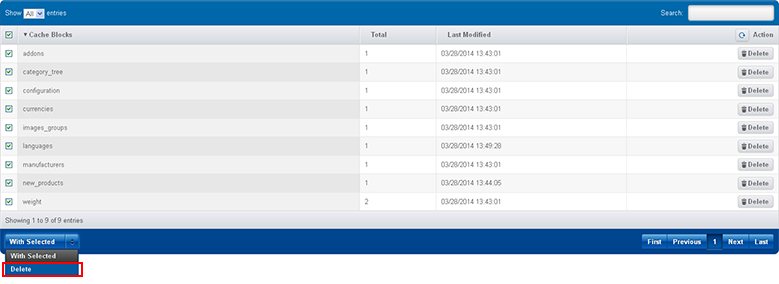 Show All entries Search:
Cache Blocks Total Last Modified Action
addons 1 03/28/2014 13:43:01 Delete
category_tree 1 03/28/2014 13:43:01 Delete
configuration 1 03/28/2014 13:43:01 Delete
currencies 1 03/28/2014 13:43:01 Delete
images_groups 1 03/28/2014 13:43:01 Delete
languages 1 03/28/2014 13:49:28 Delete
manufacturers 1 03/28/2014 13:43:01 Delete
new_products 1 03/28/2014 13:44:05 Delete
weight 2 03/28/2014 13:43:01 Delete
Showing 1 to 9 of 9 entries
With Selected First Previous 1 Next Last
With Selected
Delete